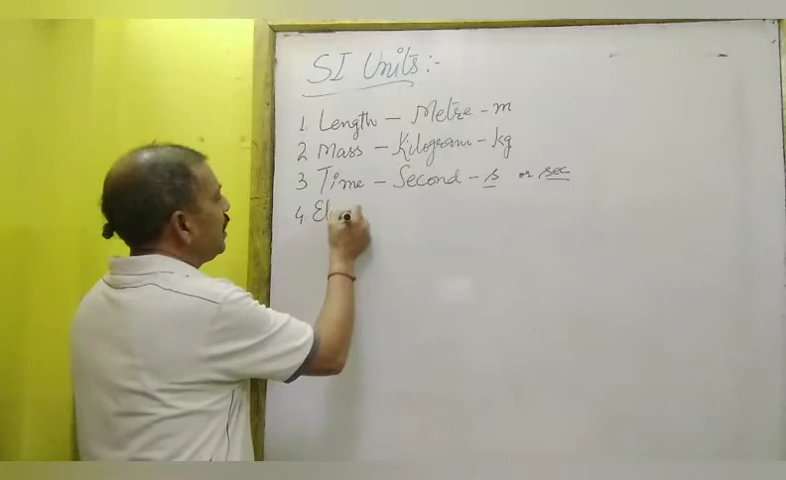 SI Units :-
1. Length - Metre - m
2 Mass - Kilogram - kg
3 Time - Second - s or sec
4 El